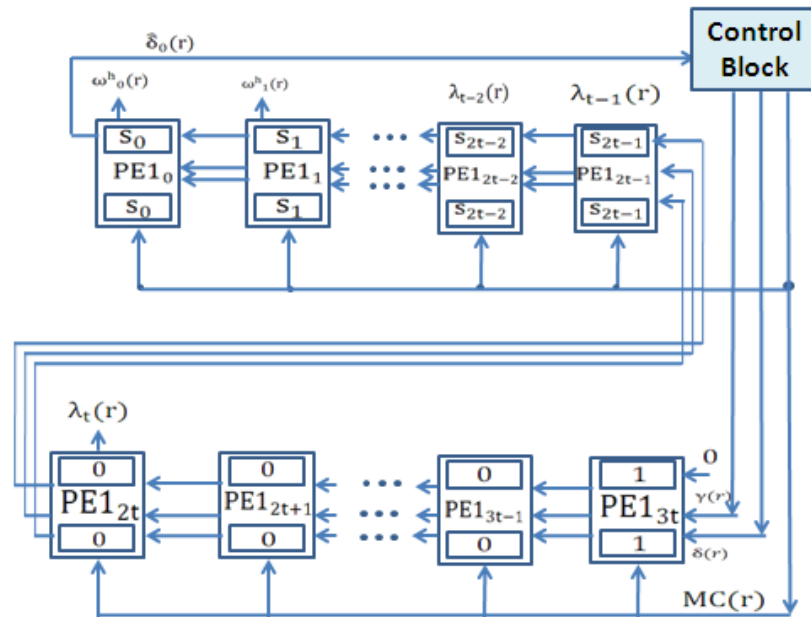 Control
Block
δ̂₀(r)
ωʰ₀(r)
ωʰ₁(r)
λₜ₋₂(r)
λₜ₋₁(r)
S₀
S₁
S₂ₜ₋₂
S₂ₜ₋₁
PE1₀
PE1₁
PE1₂ₜ₋₂
PE1₂ₜ₋₁
S₀
S₁
S₂ₜ₋₂
S₂ₜ₋₁
λₜ(r)
0
0
0
1
0
PE1₂ₜ
PE1₂ₜ₊₁
PE1₃ₜ₋₁
PE1₃ₜ
γ(r)
0
0
0
1
δ(r)
MC(r)